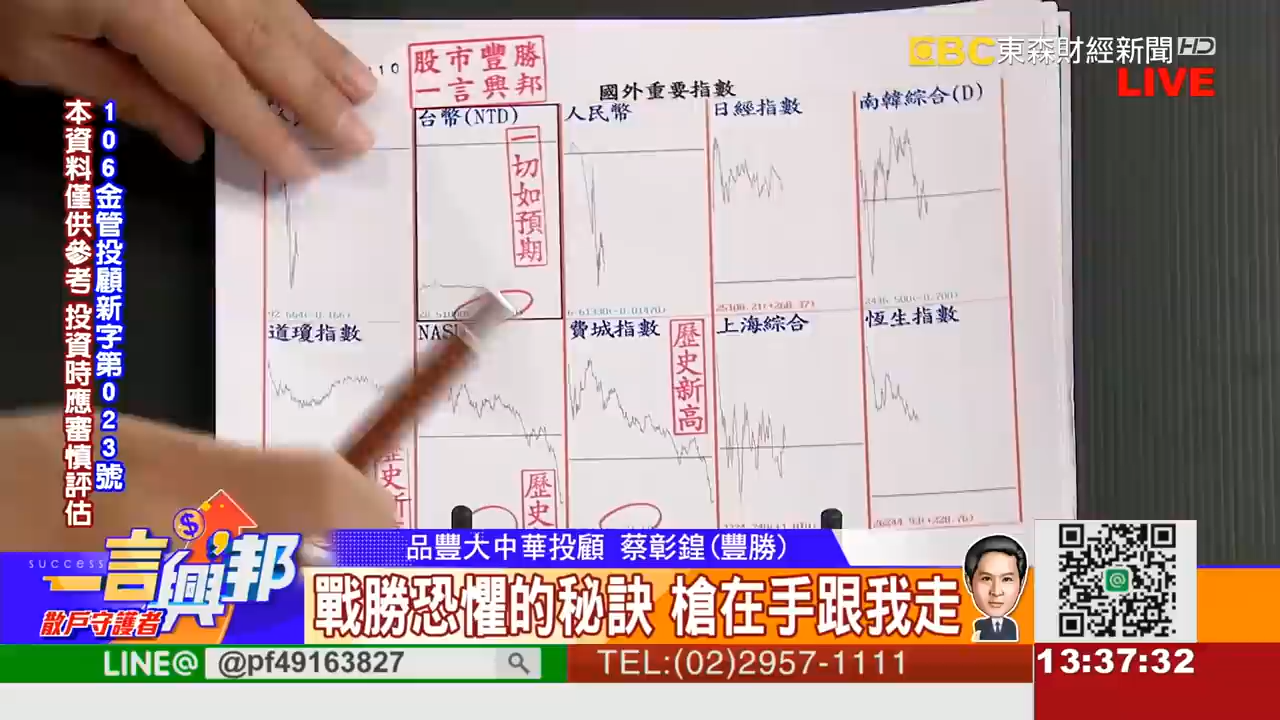 EBC 東森財經新聞 HD
LIVE
106金管投顧新字第023號
本資料僅供參考 投資時應審慎評估
股市豐勝
一言興邦
國外重要指數
台幣(NTD)
人民幣
日經指數
南韓綜合(D)
一切如預期
道瓊指數
NAS
費城指數
上海綜合
恆生指數
歷史新高
歷史
success
一言興邦
散戶守護者
品豐大中華投顧 蔡彰鍠(豐勝)
戰勝恐懼的秘訣 槍在手跟我走
LINE@ @pf49163827
TEL:(02)2957-1111
13:37:32